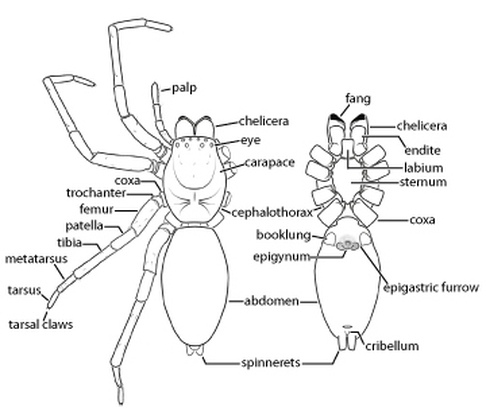 palp
chelicera
eye
carapace
coxa
trochanter
femur
patella
tibia
metatarsus
tarsus
tarsal claws
cephalothorax
fang
chelicera
endite
labium
sternum
coxa
booklung
epigynum
epigastric furrow
abdomen
cribellum
spinnerets